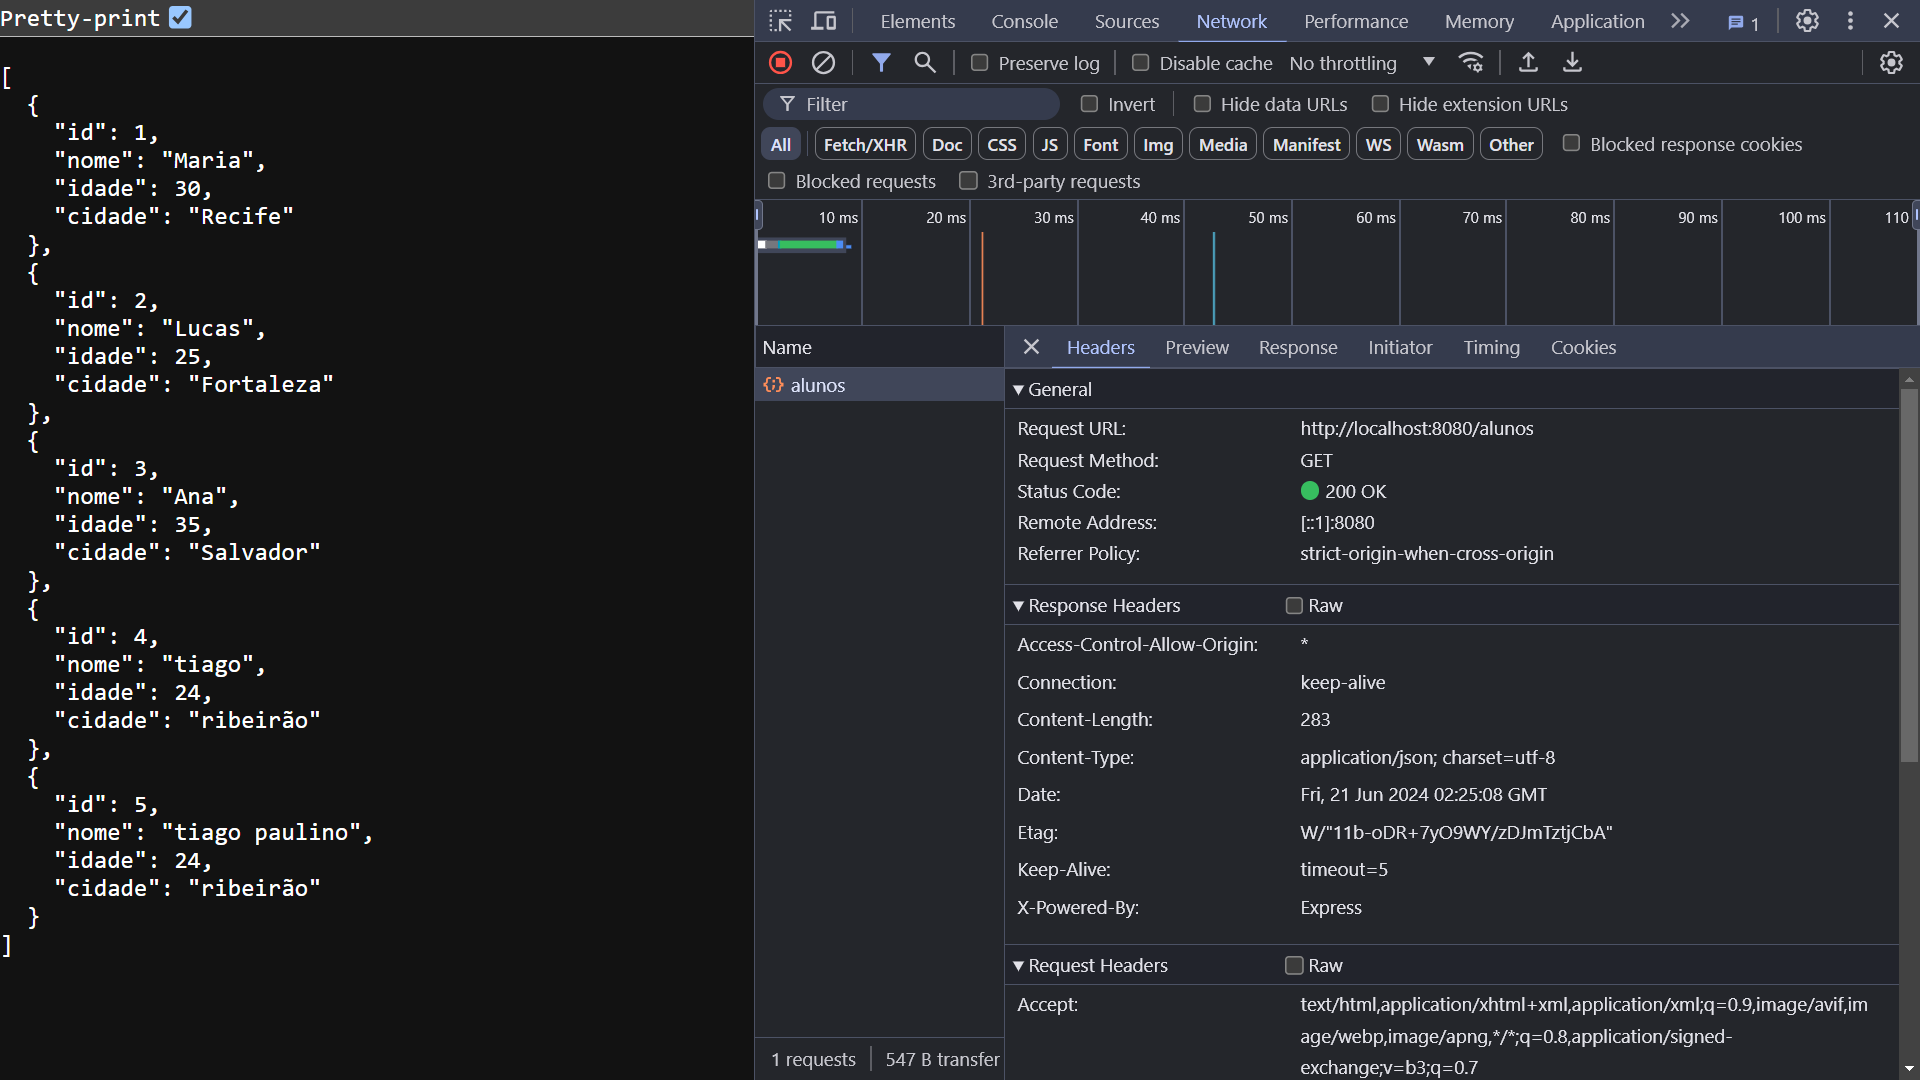 Pretty-print
[
{
"id": 1,
"nome": "Maria",
"idade": 30,
"cidade": "Recife"
},
{
"id": 2,
"nome": "Lucas",
"idade": 25,
"cidade": "Fortaleza"
},
{
"id": 3,
"nome": "Ana",
"idade": 35,
"cidade": "Salvador"
},
{
"id": 4,
"nome": "tiago",
"idade": 24,
"cidade": "ribeirão"
},
{
"id": 5,
"nome": "tiago paulino",
"idade": 24,
"cidade": "ribeirão"
}
]
Elements Console Sources Network Performance Memory Application 1
Preserve log Disable cache No throttling
Filter Invert Hide data URLs Hide extension URLs
All Fetch/XHR Doc CSS JS Font Img Media Manifest WS Wasm Other Blocked response cookies
Blocked requests 3rd-party requests
10 ms 20 ms 30 ms 40 ms 50 ms 60 ms 70 ms 80 ms 90 ms 100 ms 110
Name
alunos
1 requests 547 B transfer
Headers Preview Response Initiator Timing Cookies
General
Request URL: http://localhost:8080/alunos
Request Method: GET
Status Code: 200 OK
Remote Address: [::1]:8080
Referrer Policy: strict-origin-when-cross-origin
Response Headers Raw
Access-Control-Allow-Origin: *
Connection: keep-alive
Content-Length: 283
Content-Type: application/json; charset=utf-8
Date: Fri, 21 Jun 2024 02:25:08 GMT
Etag: W/"11b-oDR+7yO9WY/zDJmTztjCbA"
Keep-Alive: timeout=5
X-Powered-By: Express
Request Headers Raw
Accept: text/html,application/xhtml+xml,application/xml;q=0.9,image/avif,im
age/webp,image/apng,*/*;q=0.8,application/signed-
exchange;v=b3;q=0.7